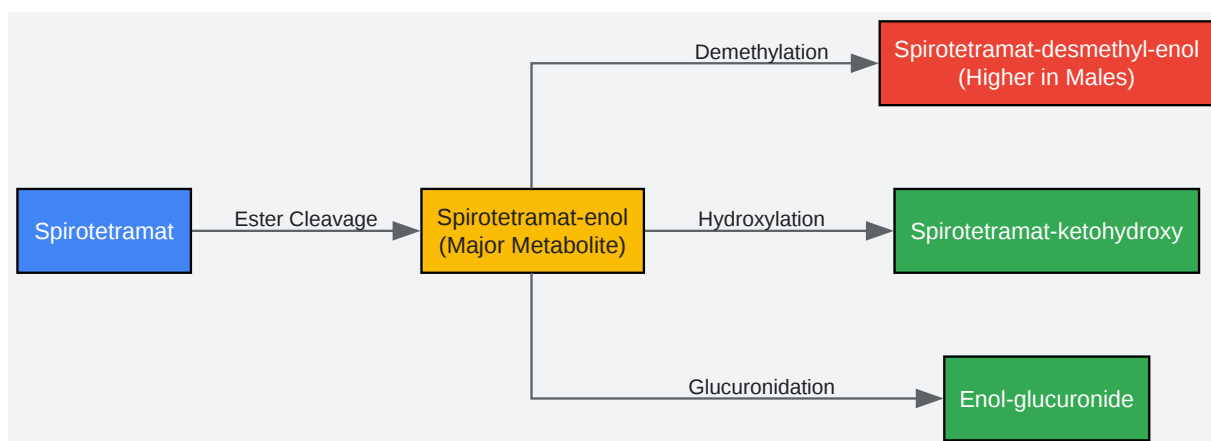 Demethylation
Spirotetramat-desmethyl-enol
(Higher in Males)
Spirotetramat
Ester Cleavage
Spirotetramat-enol
(Major Metabolite)
Hydroxylation
Spirotetramat-ketohydroxy
Glucuronidation
Enol-glucuronide